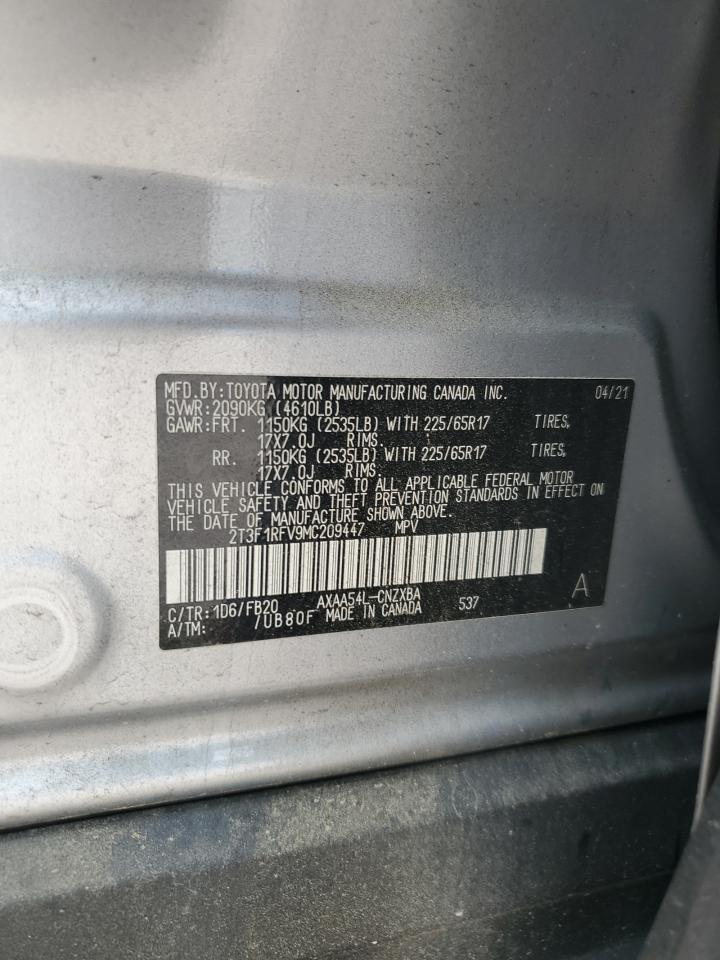 MFD.BY:TOYOTA MOTOR MANUFACTURING CANADA INC. 04/21
GVWR:2090KG (4610LB)
GAWR:FRT. 1150KG (2535LB) WITH 225/65R17 TIRES,
17X7.0J RIMS.
RR. 1150KG (2535LB) WITH 225/65R17 TIRES,
17X7.0J RIMS.
THIS VEHICLE CONFORMS TO ALL APPLICABLE FEDERAL MOTOR
VEHICLE SAFETY AND THEFT PREVENTION STANDARDS IN EFFECT ON
THE DATE OF MANUFACTURE SHOWN ABOVE.
2T3F1RFV9MC209447 MPV
A
C/TR:1D6/FB20 AXAA54L-CNZXBA 537
A/TM: /UB80F MADE IN CANADA